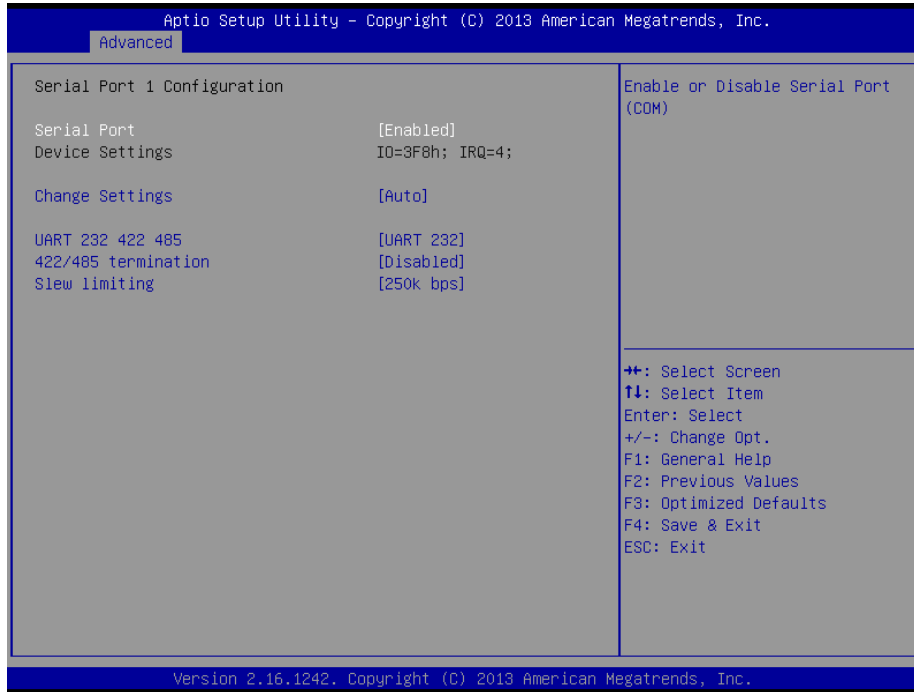 Aptio Setup Utility – Copyright (C) 2013 American Megatrends, Inc.
Advanced
Serial Port 1 Configuration
Serial Port [Enabled]
Device Settings IO=3F8h; IRQ=4;
Change Settings [Auto]
UART 232 422 485 [UART 232]
422/485 termination [Disabled]
Slew limiting [250k bps]
Enable or Disable Serial Port
(COM)
→←: Select Screen
↑↓: Select Item
Enter: Select
+/-: Change Opt.
F1: General Help
F2: Previous Values
F3: Optimized Defaults
F4: Save & Exit
ESC: Exit
Version 2.16.1242. Copyright (C) 2013 American Megatrends, Inc.